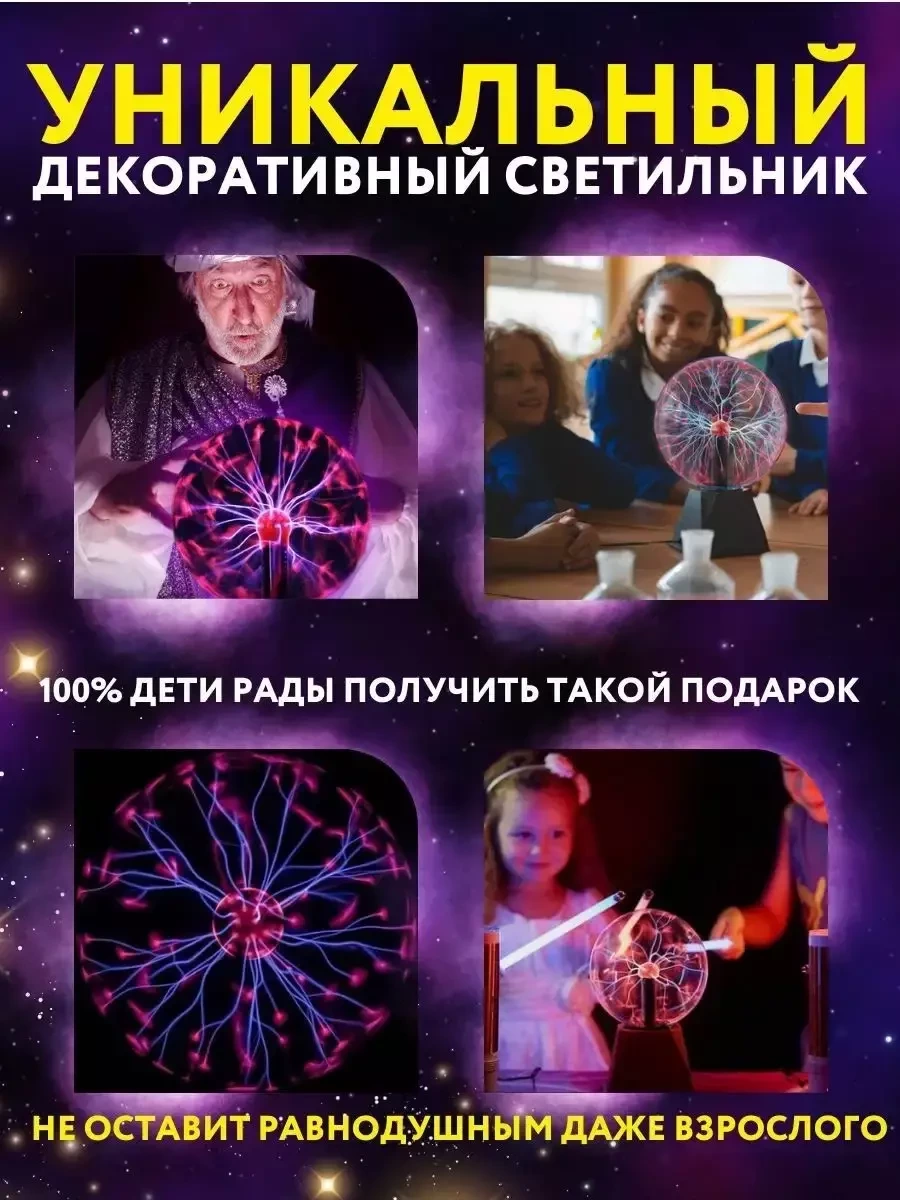 УНИКАЛЬНЫЙ
ДЕКОРАТИВНЫЙ СВЕТИЛЬНИК
100% ДЕТИ РАДЫ ПОЛУЧИТЬ ТАКОЙ ПОДАРОК
НЕ ОСТАВИТ РАВНОДУШНЫМ ДАЖЕ ВЗРОСЛОГО